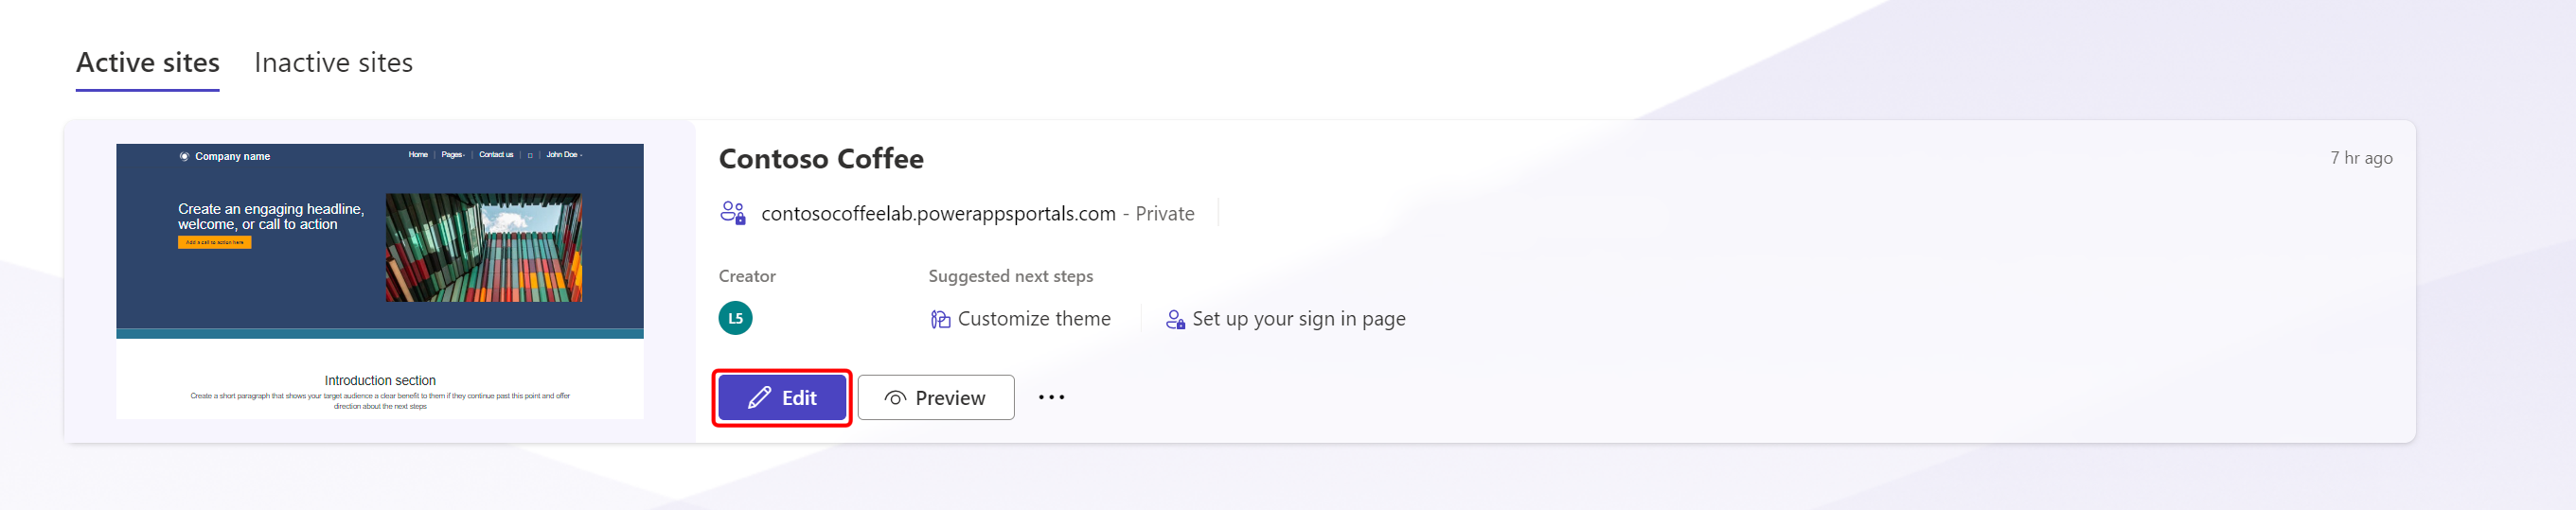 Active sites Inactive sites
Company name
Home Pages Contact us John Doe
Create an engaging headline,
welcome, or call to action
Add a call to action here
Introduction section
Create a short paragraph that shows your target audience a clear benefit to them if they continue past this point and offer
direction about the next steps
Contoso Coffee
7 hr ago
contosocoffeelab.powerappsportals.com - Private
Creator
Suggested next steps
L5
Customize theme
Set up your sign in page
Edit
Preview